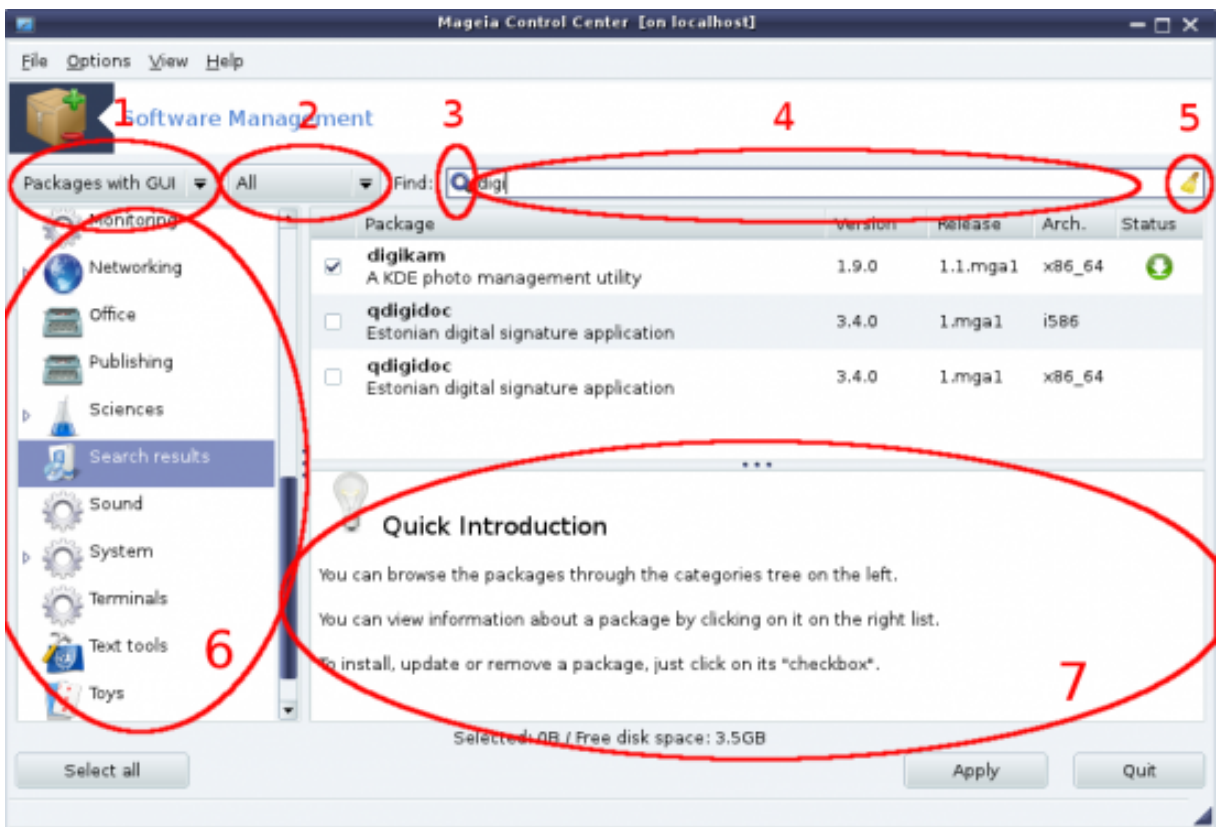 Mageia Control Center [on localhost]
File Options View Help
1 2 3 4 5
Software Management
Packages with GUI All Find: digi
Package Version Release Arch. Status
Monitoring
digikam
A KDE photo management utility 1.9.0 1.1.mga1 x86_64
Networking
qdigidoc
Estonian digital signature application 3.4.0 1.mga1 i586
Office
qdigidoc
Estonian digital signature application 3.4.0 1.mga1 x86_64
Publishing
Sciences
Search results
Sound
System
Terminals
Text tools
Toys
6
Quick Introduction
You can browse the packages through the categories tree on the left.
You can view information about a package by clicking on it on the right list.
To install, update or remove a package, just click on its "checkbox".
7
Selected: 0B / Free disk space: 3.5GB
Select all Apply Quit